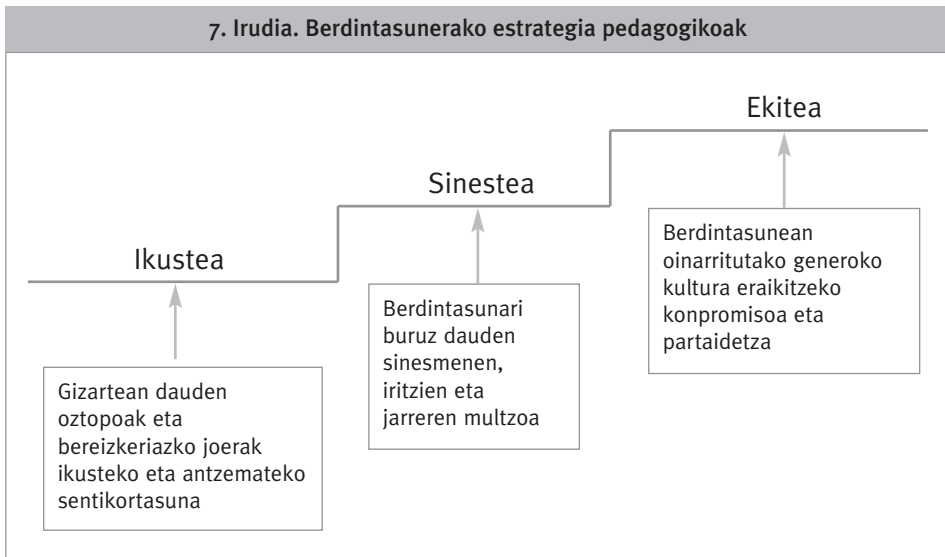 7. Irudia. Berdintasunerako estrategia pedagogikoak
Ikustea
Gizartean dauden
oztopoak eta
bereizkeriazko joerak
ikusteko eta antzemateko
sentikortasuna
Sinestea
Berdintasunari
buruz dauden
sinesmenen,
iritzien eta
jarreren multzoa
Ekitea
Berdintasunean
oinarritutako generoko
kultura eraikitzeko
konpromisoa eta
partaidetza